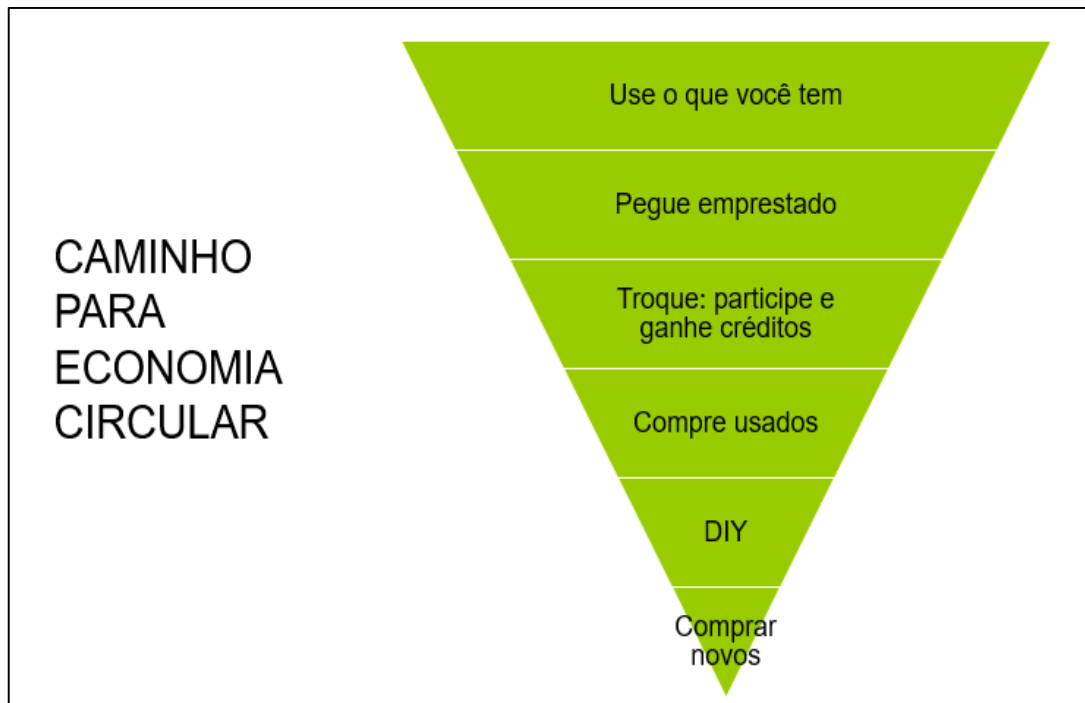 CAMINHO
PARA
ECONOMIA
CIRCULAR
Use o que você tem
Pegue emprestado
Troque: participe e
ganhe créditos
Compre usados
DIY
Comprar
novos